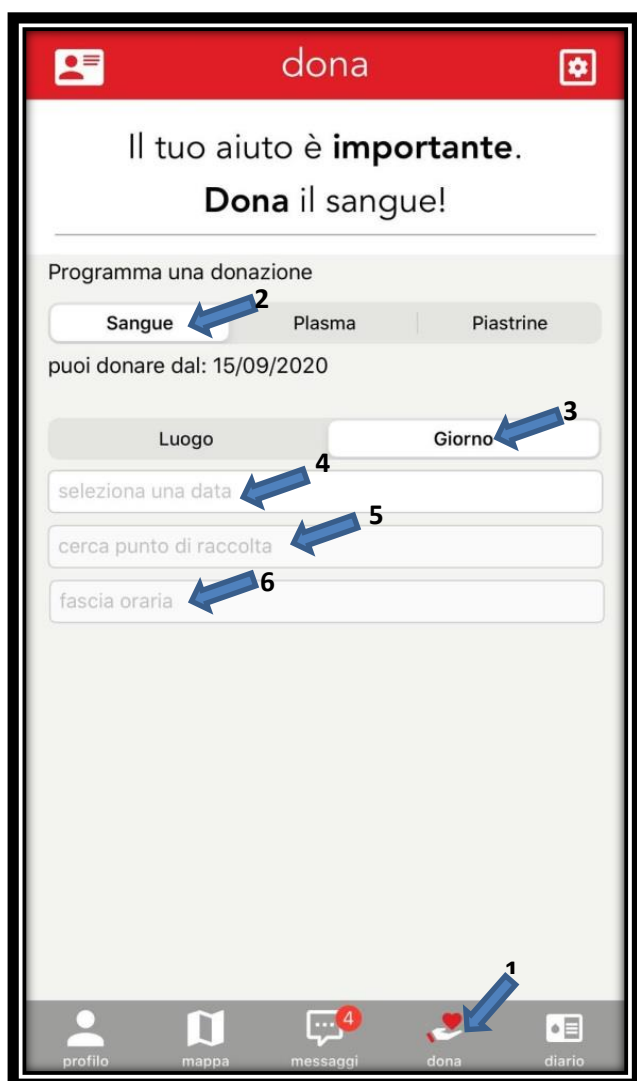 dona
Il tuo aiuto è importante.
Dona il sangue!
Programma una donazione
2
Sangue Plasma Piastrine
puoi donare dal: 15/09/2020
3
Luogo Giorno
4
seleziona una data
5
cerca punto di raccolta
6
fascia oraria
1
4
profilo mappa messaggi dona diario